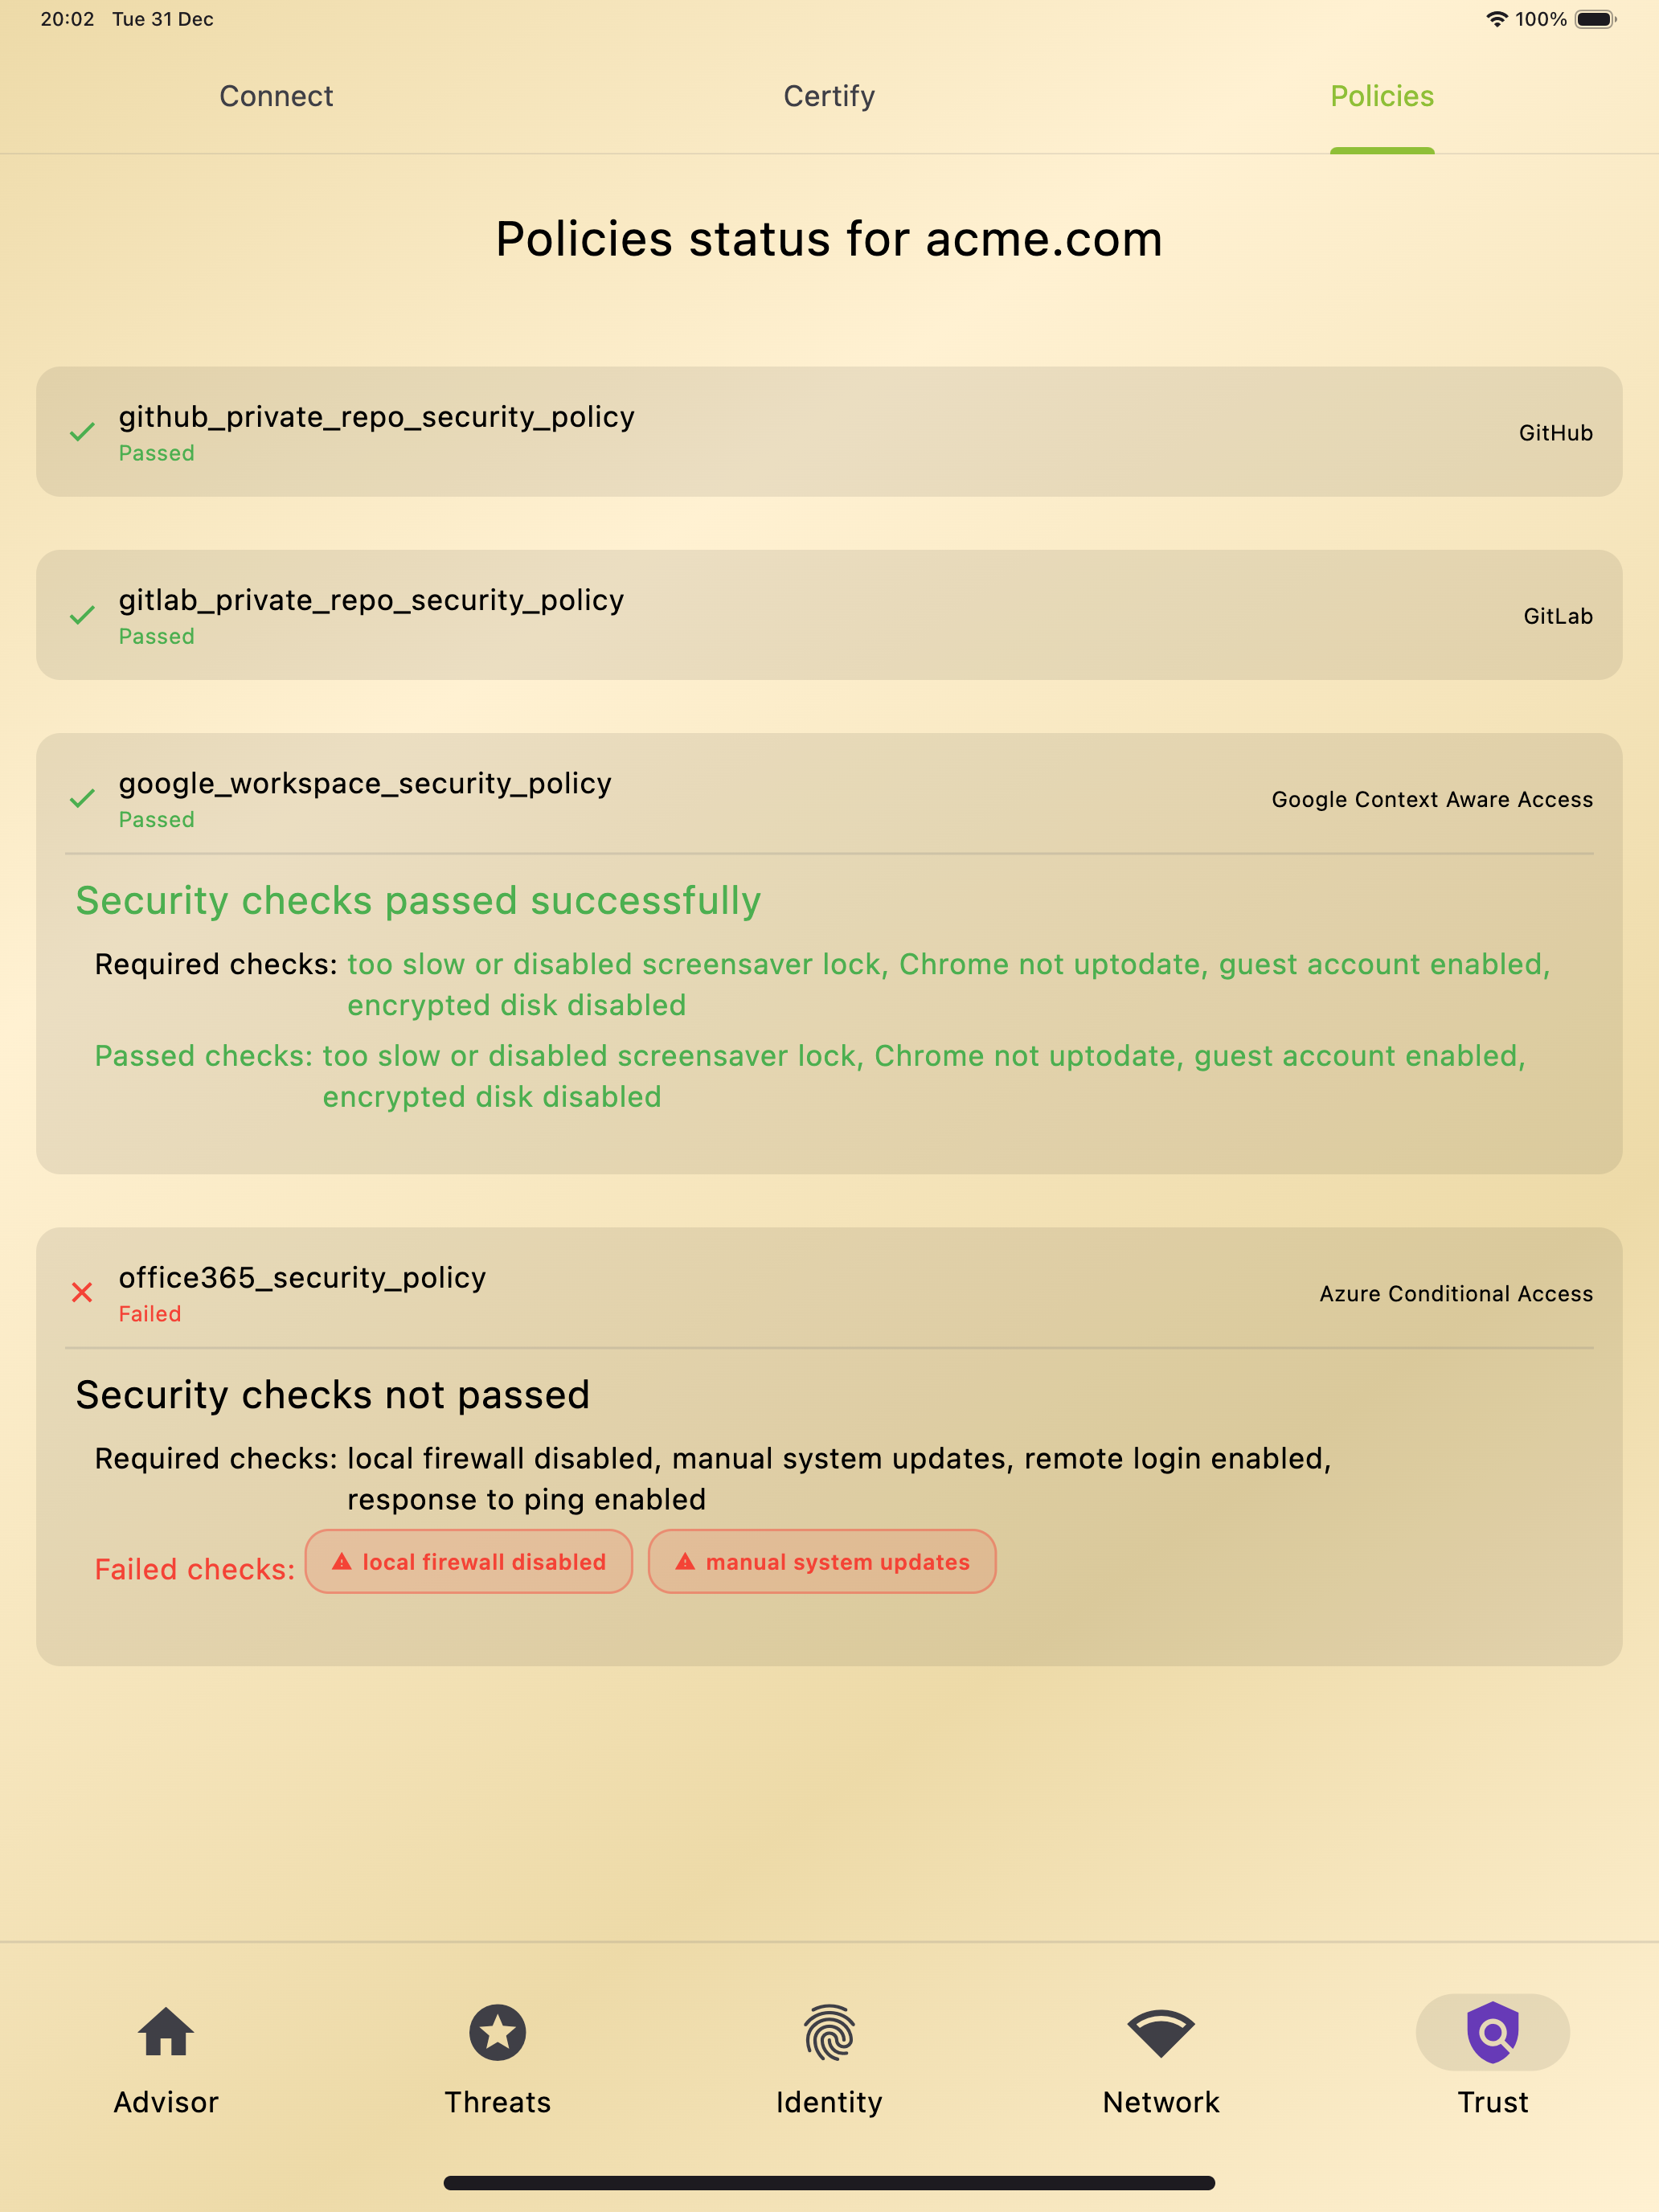 20:02 Tue 31 Dec 100%
Connect Certify Policies
Policies status for acme.com
github_private_repo_security_policy
Passed
GitHub
gitlab_private_repo_security_policy
Passed
GitLab
google_workspace_security_policy
Passed
Google Context Aware Access
Security checks passed successfully
Required checks: too slow or disabled screensaver lock, Chrome not uptodate, guest account enabled,
encrypted disk disabled
Passed checks: too slow or disabled screensaver lock, Chrome not uptodate, guest account enabled,
encrypted disk disabled
office365_security_policy
Failed
Azure Conditional Access
Security checks not passed
Required checks: local firewall disabled, manual system updates, remote login enabled,
response to ping enabled
Failed checks: local firewall disabled manual system updates
Advisor Threats Identity Network Trust